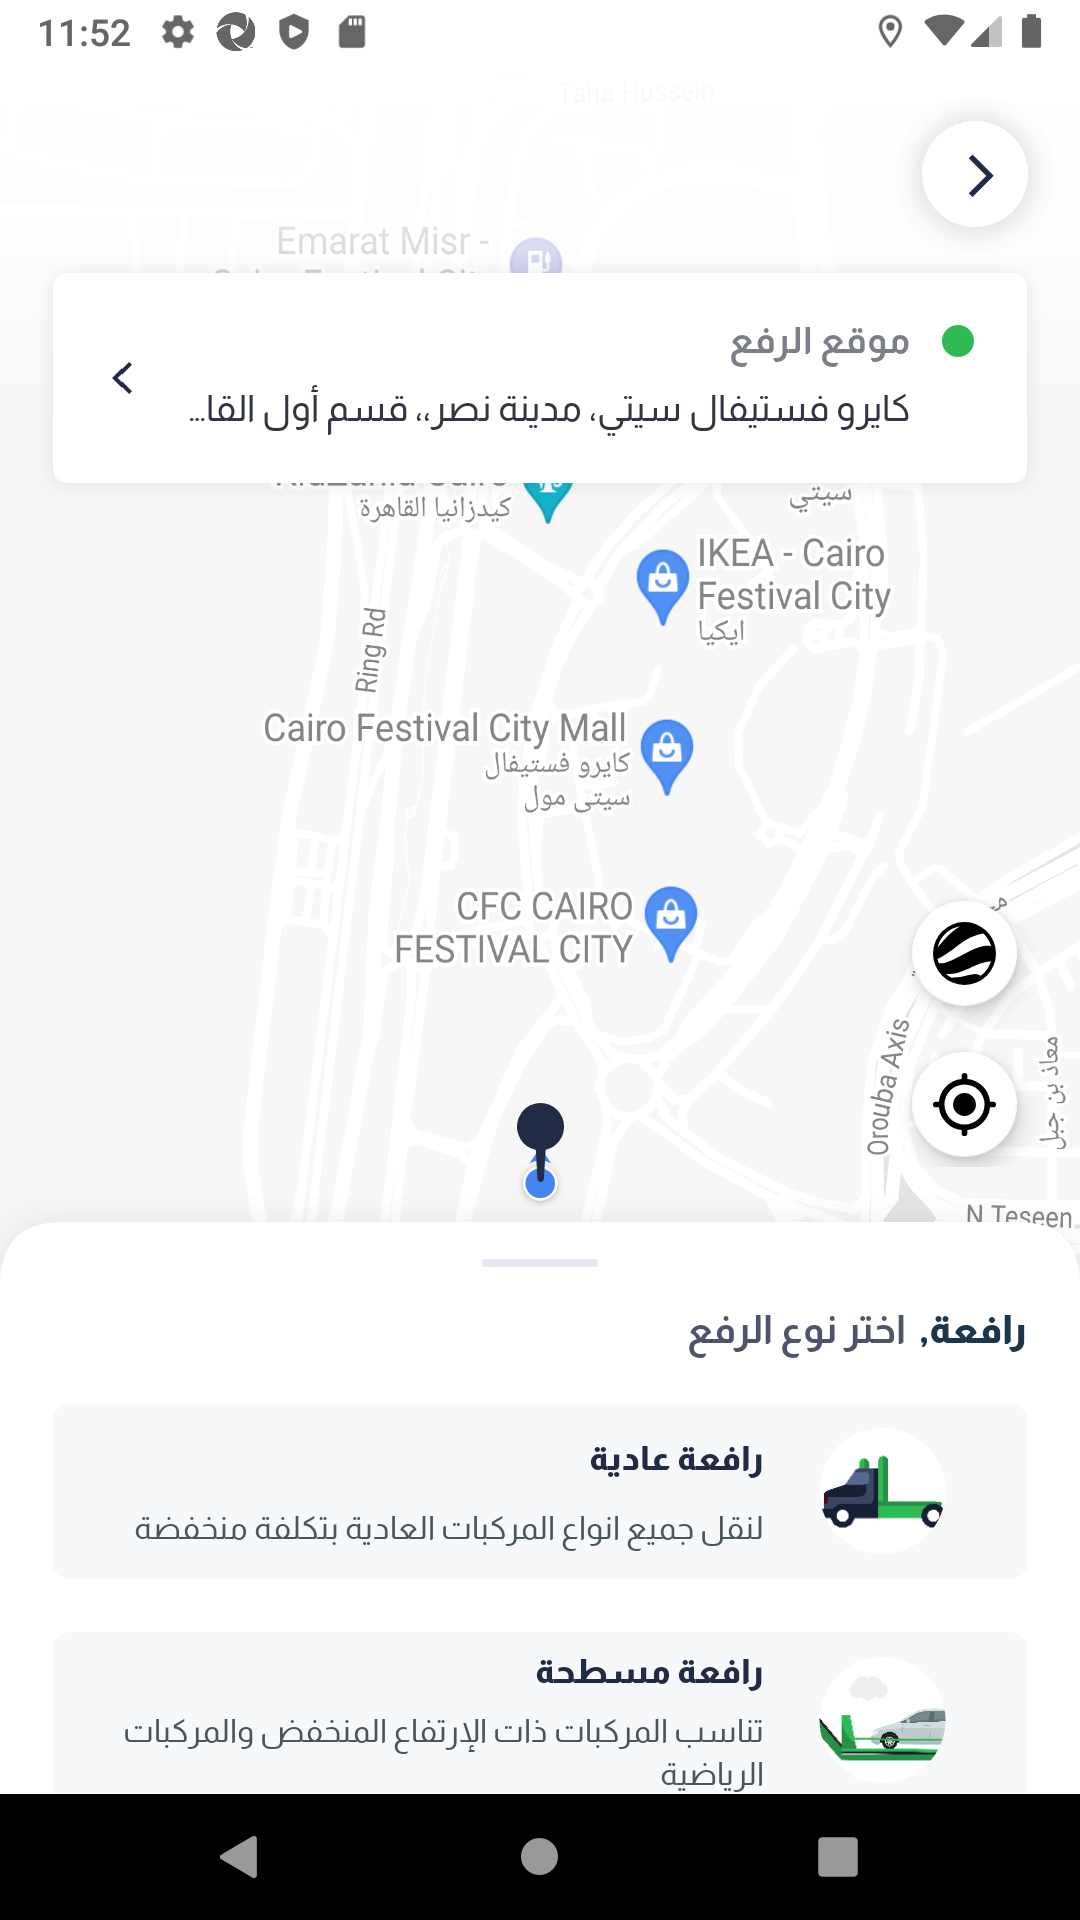 11:52
Taha Hussein
Emarat Misr -
موقع الرفع
كايرو فستيفال سيتي، مدينة نصر،، قسم أول القا...
سيتي
كيدزانيا القاهرة
IKEA - Cairo
Festival City
ايكيا
Ring Rd
Cairo Festival City Mall
كايرو فستيفال
سيتى مول
CFC CAIRO
FESTIVAL CITY
Orouba Axis
معاذ بن جبل
N Teseen
رافعة, اختر نوع الرفع
رافعة عادية
لنقل جميع انواع المركبات العادية بتكلفة منخفضة
رافعة مسطحة
تناسب المركبات ذات الإرتفاع المنخفض والمركبات
الرياضية